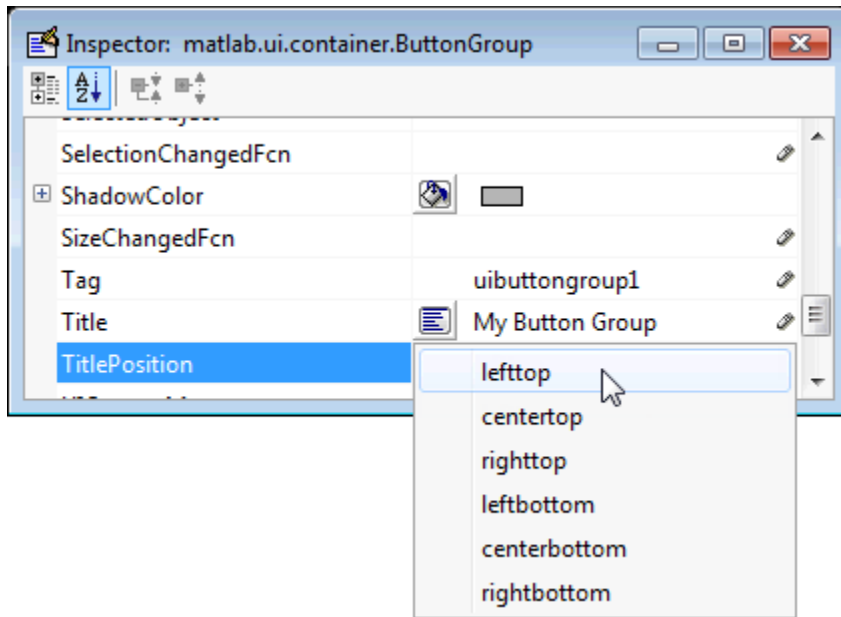 Inspector: matlab.ui.container.ButtonGroup
SelectionChangedFcn
ShadowColor
SizeChangedFcn
Tag uibuttongroup1
Title My Button Group
TitlePosition
lefttop
centertop
righttop
leftbottom
centerbottom
rightbottom